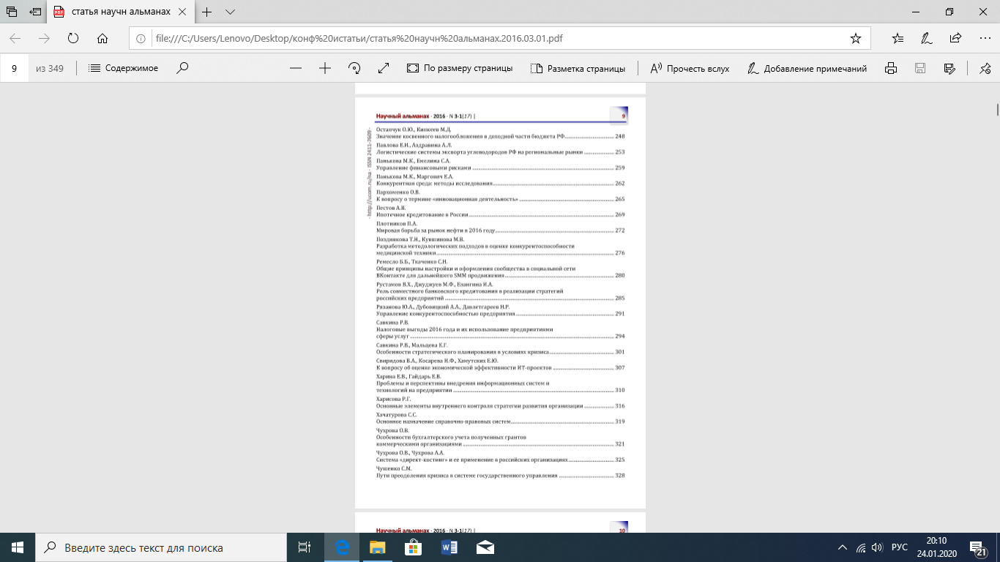 статья научн альманах
file:///C:/Users/Lenovo/Desktop/конф%20истатьи/статья%20научн%20альманах.2016.03.01.pdf
9 из 349 Содержимое По размеру страницы Разметка страницы Прочесть вслух Добавление примечаний
Научный альманах · 2016 · N 3-1(17) | 9
- http://ucom.ru/na - ISSN 2411-7609 -
Остапчук О.Ю., Кипкеев М.Д.
Значение косвенного налогообложения в доходной части бюджета РФ 248
Павлова Е.И., Аздравина А.Л.
Логистические системы экспорта углеводородов РФ на региональные рынки 253
Панькова М.К., Емелина С.А.
Управление финансовыми рисками 259
Панькова М.К., Маргович Е.А.
Конкурентная среда: методы исследования 262
Пархоменко О.В.
К вопросу о термине «инновационная деятельность» 265
Пестов А.В.
Ипотечное кредитование в России 269
Плотников П.А.
Мировая борьба за рынок нефти в 2016 году 272
Позднякова Т.Н., Кувшинова М.В.
Разработка методологических подходов в оценке конкурентоспособности
медицинской техники 276
Ремесло Б.Б., Ткаченко С.Н.
Общие принципы настройки и оформления сообщества в социальной сети
ВКонтакте для дальнейшего SMM продвижения 280
Рустамов В.Х., Джуджуев М.Ф., Езангина И.А.
Роль совместного банковского кредитования в реализации стратегий
российских предприятий 285
Рязанова Ю.А., Дубовицкий А.А., Давлетгареев Н.Р.
Управление конкурентоспособностью предприятия 291
Савкина Р.В.
Налоговые выгоды 2016 года и их использование предприятиями
сферы услуг 294
Савкина Р.В., Мальцева Е.Г.
Особенности стратегического планирования в условиях кризиса 301
Свиридова В.А., Косарева Н.Ф., Хамутских Е.Ю.
К вопросу об оценке экономической эффективности ИТ-проектов 307
Харина Е.В., Гайдарь Е.В.
Проблемы и перспективы внедрения информационных систем и
технологий на предприятии 310
Харисова Р.Г.
Основные элементы внутреннего контроля стратегии развития организации 316
Хачатурова С.С.
Основное назначение справочно-правовых систем 319
Чухрова О.В.
Особенности бухгалтерского учета полученных грантов
коммерческими организациями 321
Чухрова О.В., Чухрова А.А.
Система «директ-костинг» и ее применение в российских организациях 325
Чушенко С.М.
Пути преодоления кризиса в системе государственного управления 328
Научный альманах · 2016 · N 3-1(17) | 10
Введите здесь текст для поиска
РУС
20:10
24.01.2020
21